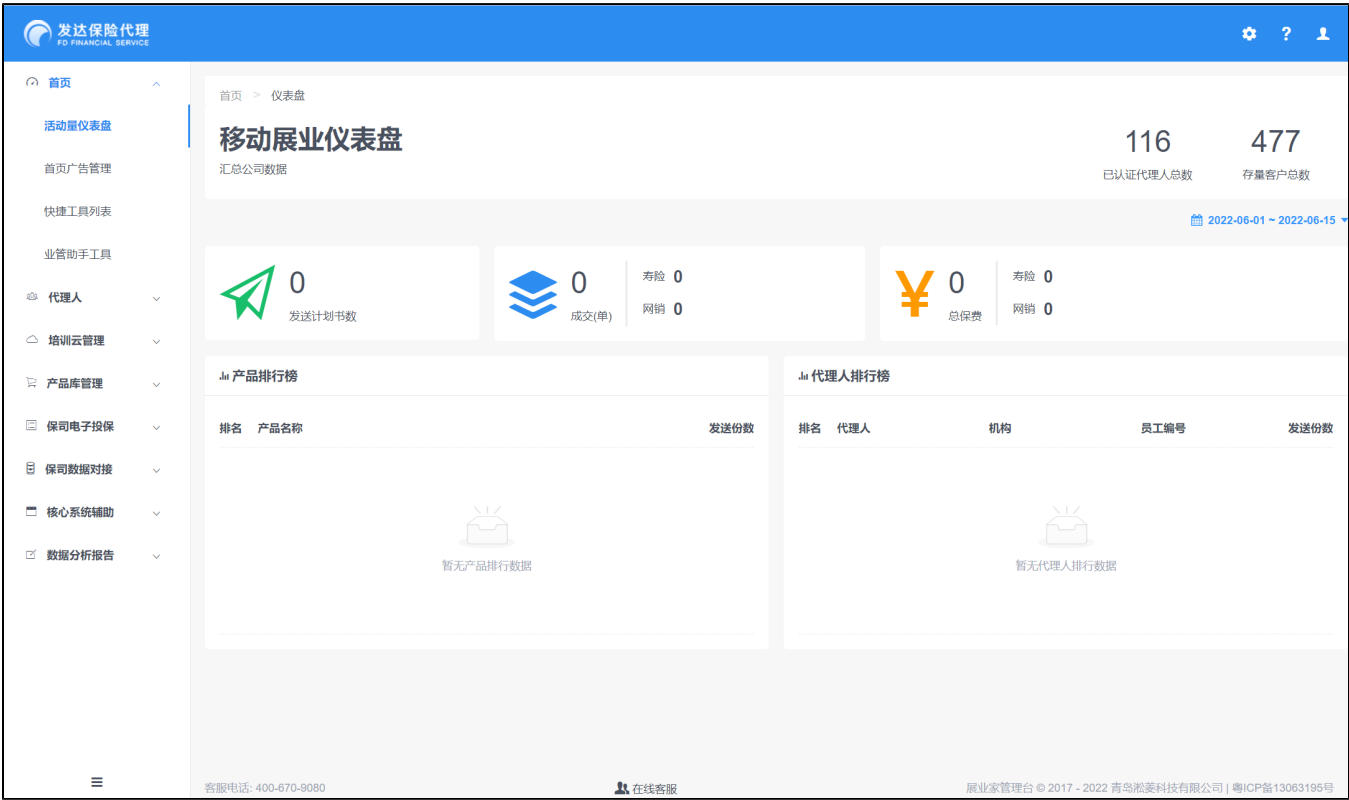 发达保险代理
FD FINANCIAL SERVICE
?
首页
活动量仪表盘
首页广告管理
快捷工具列表
业管助手工具
代理人
培训云管理
产品库管理
保司电子投保
保司数据对接
核心系统辅助
数据分析报告
首页 > 仪表盘
移动展业仪表盘
汇总公司数据
116
已认证代理人总数
477
存量客户总数
2022-06-01 ~ 2022-06-15
0
发送计划书数
0
成交(单)
寿险 0
网销 0
¥
0
总保费
寿险 0
网销 0
产品排行榜
排名 产品名称 发送份数
暂无产品排行数据
代理人排行榜
排名 代理人 机构 员工编号 发送份数
暂无代理人排行数据
客服电话: 400-670-9080
在线客服
展业家管理台 © 2017 - 2022 青岛淞菱科技有限公司 | 粤ICP备13063195号